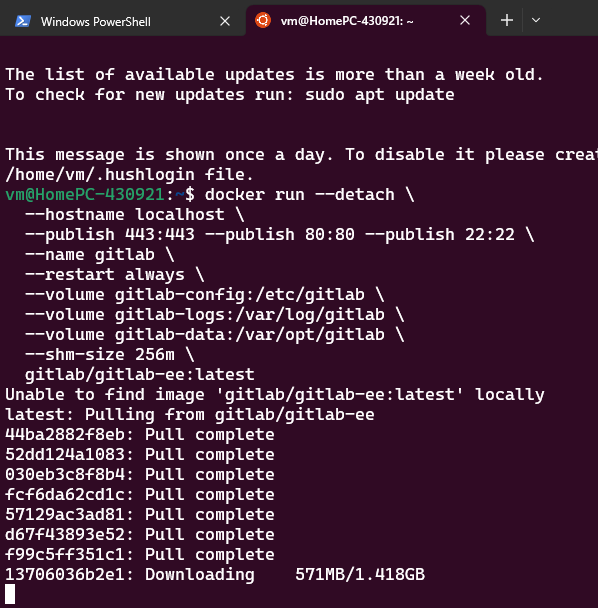 Windows PowerShell
vm@HomePC-430921: ~
The list of available updates is more than a week old.
To check for new updates run: sudo apt update
This message is shown once a day. To disable it please crea
/home/vm/.hushlogin file.
vm@HomePC-430921:~$ docker run --detach \
--hostname localhost \
--publish 443:443 --publish 80:80 --publish 22:22 \
--name gitlab \
--restart always \
--volume gitlab-config:/etc/gitlab \
--volume gitlab-logs:/var/log/gitlab \
--volume gitlab-data:/var/opt/gitlab \
--shm-size 256m \
gitlab/gitlab-ee:latest
Unable to find image 'gitlab/gitlab-ee:latest' locally
latest: Pulling from gitlab/gitlab-ee
44ba2882f8eb: Pull complete
52dd124a1083: Pull complete
030eb3c8f8b4: Pull complete
fcf6da62cd1c: Pull complete
57129ac3ad81: Pull complete
d67f43893e52: Pull complete
f99c5ff351c1: Pull complete
13706036b2e1: Downloading    571MB/1.418GB